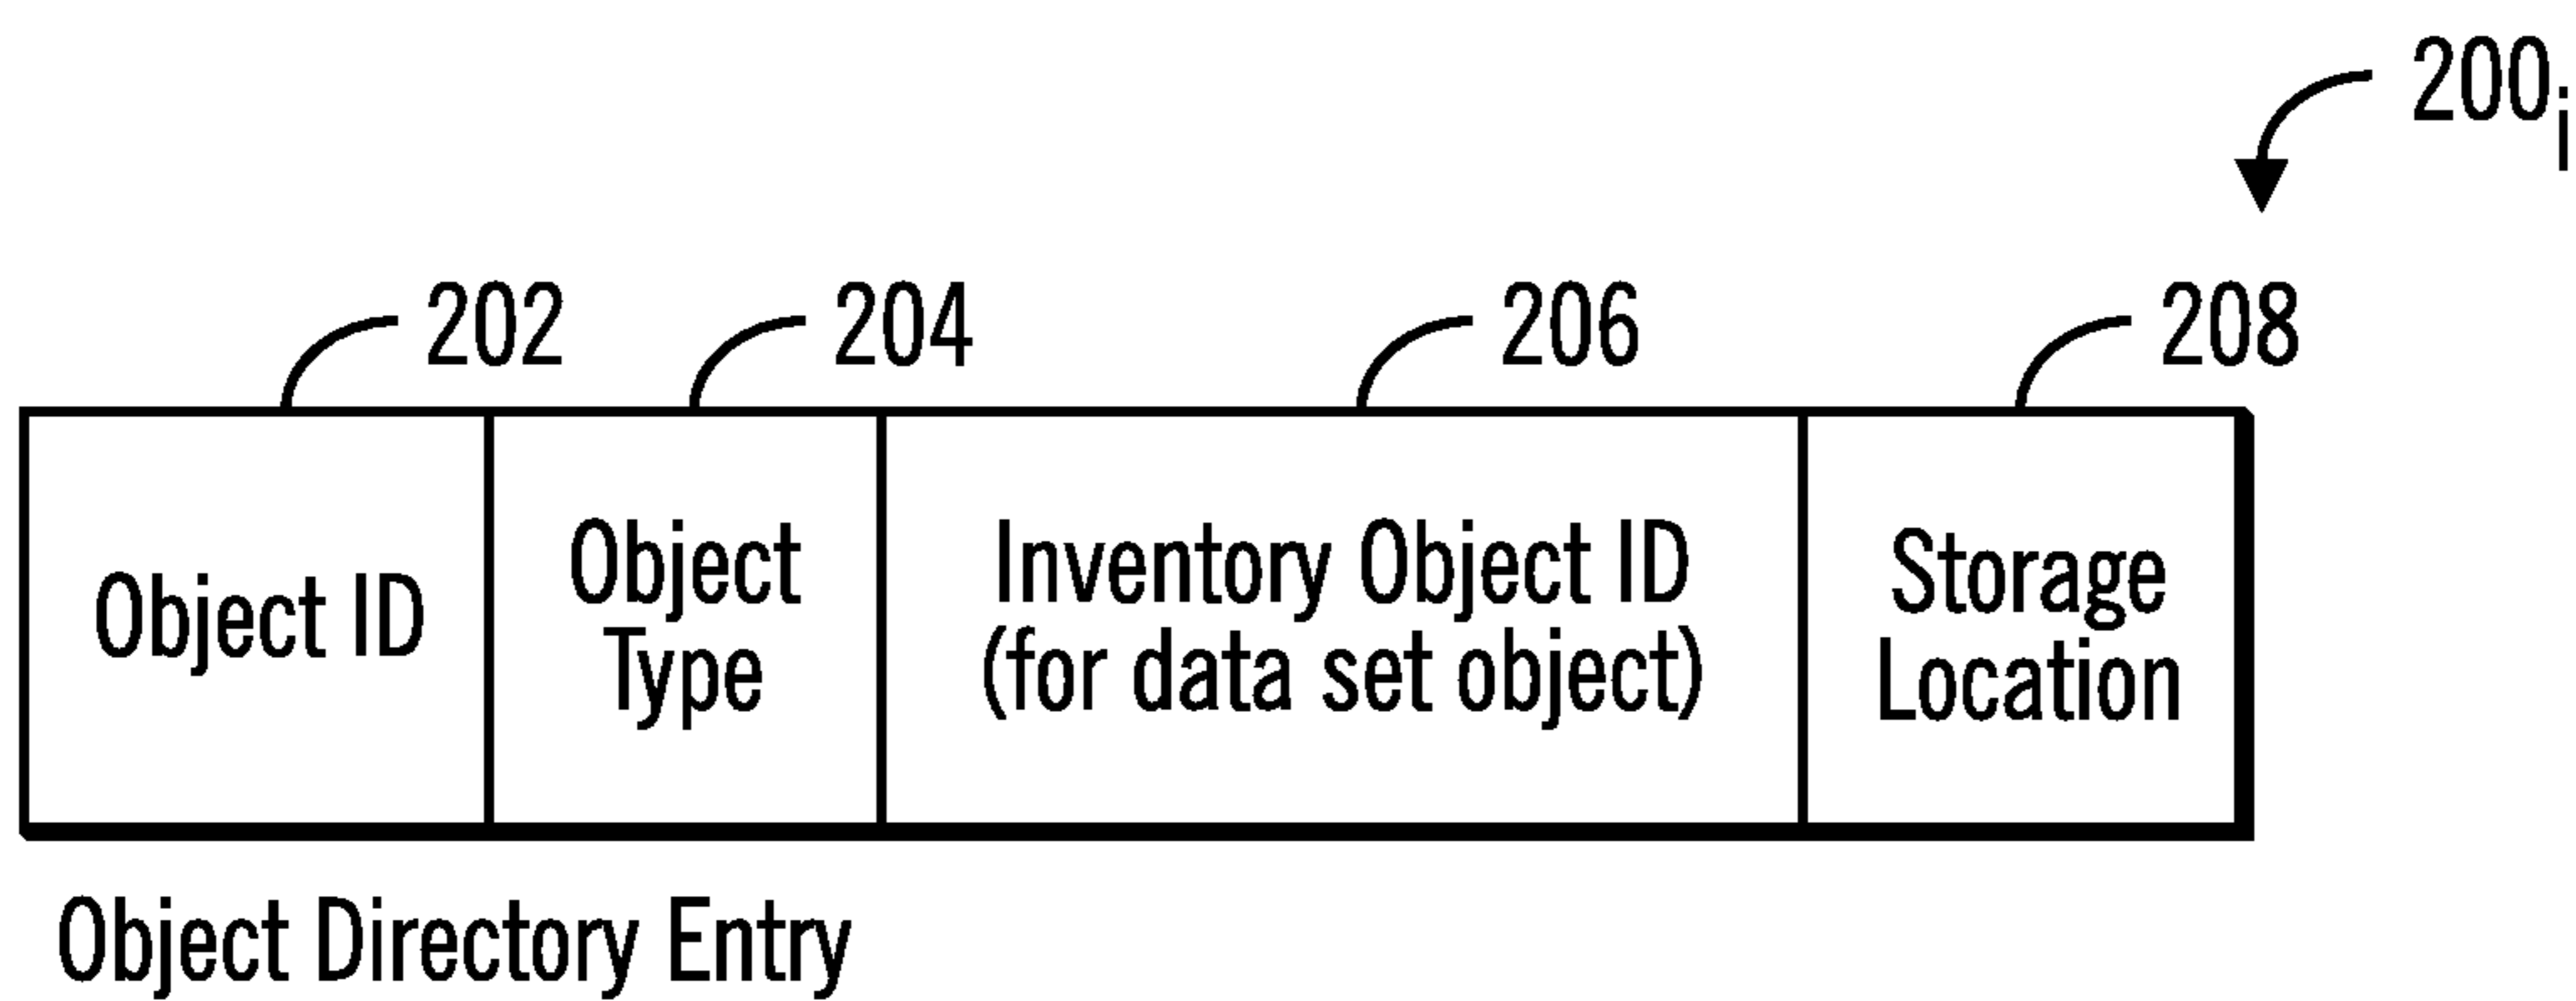 200i
202 204 206 208
Object ID
Object
Type
Inventory Object ID
(for data set object)
Storage
Location
Object Directory Entry